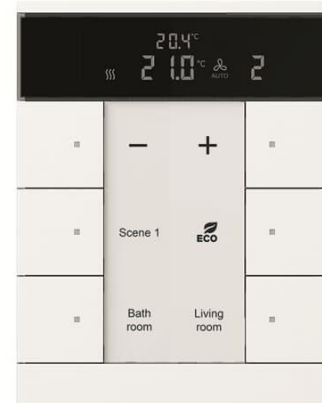 20.4°C
21.0°C AUTO 2
− +
Scene 1 ECO
Bath room
Living room